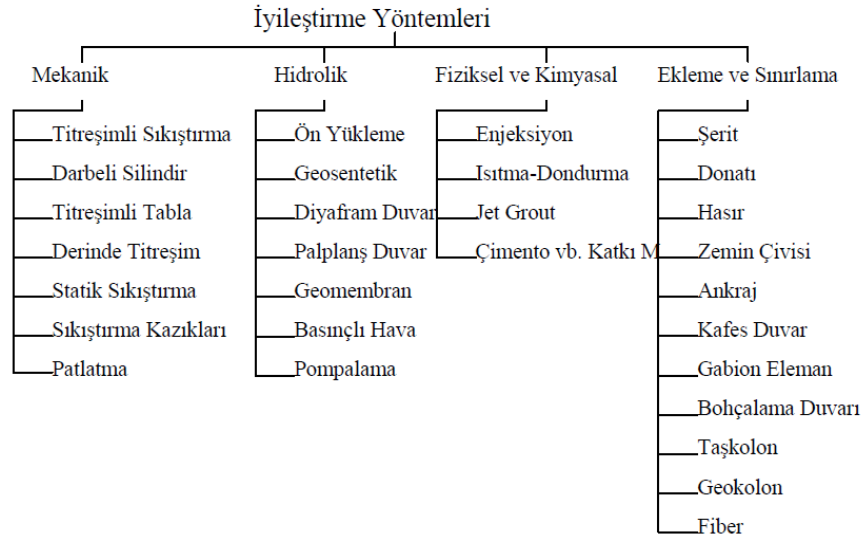 İyileştirme Yöntemleri
Mekanik
Titreşimli Sıkıştırma
Darbeli Silindir
Titreşimli Tabla
Derinde Titreşim
Statik Sıkıştırma
Sıkıştırma Kazıkları
Patlatma
Hidrolik
Ön Yükleme
Geosentetik
Diyafram Duvar
Palplanş Duvar
Geomembran
Basınçlı Hava
Pompalama
Fiziksel ve Kimyasal
Enjeksiyon
Isıtma-Dondurma
Jet Grout
Çimento vb. Katkı M
Ekleme ve Sınırlama
Şerit
Donatı
Hasır
Zemin Çivisi
Ankraj
Kafes Duvar
Gabion Eleman
Bohçalama Duvarı
Taşkolon
Geokolon
Fiber